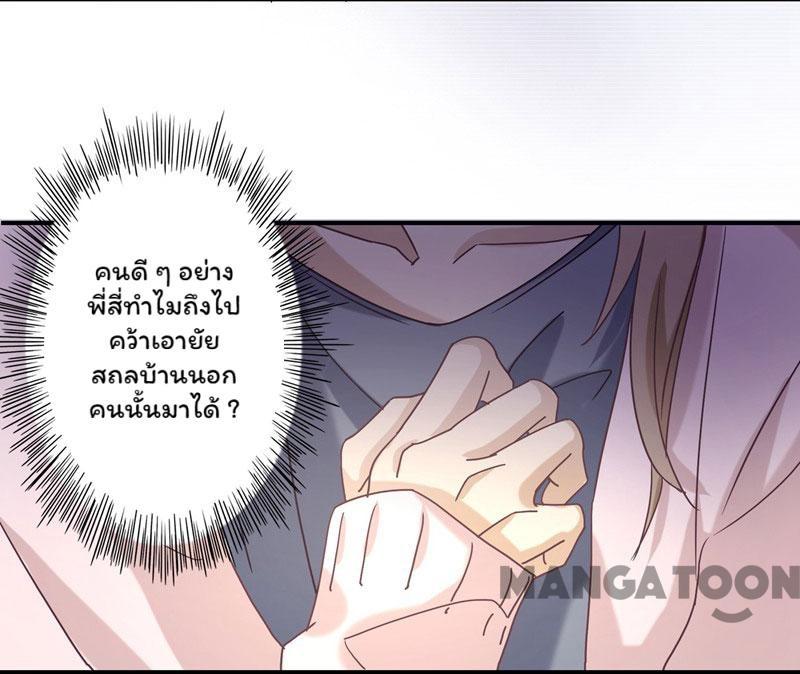 คนดี ๆ อย่าง
พี่สี่ทำไมถึงไป
คว้าเอายัย
สถลบ้านนอก
คนนั้นมาได้ ?
MANGATOON